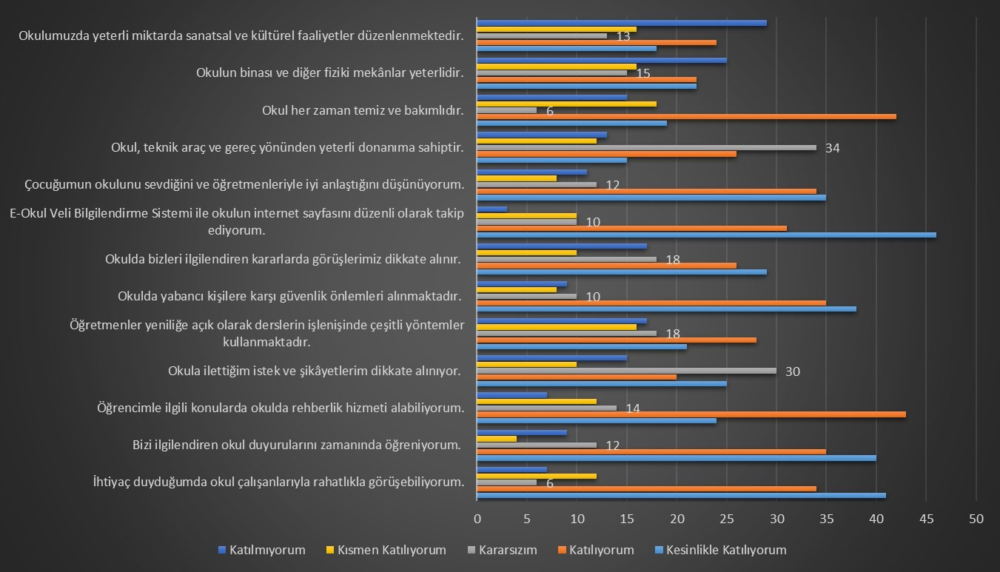 Okulumuzda yeterli miktarda sanatsal ve kültürel faaliyetler düzenlenmektedir.
13
Okulun binası ve diğer fiziki mekânlar yeterlidir.
15
Okul her zaman temiz ve bakımlıdır.
6
Okul, teknik araç ve gereç yönünden yeterli donanıma sahiptir.
34
Çocuğumun okulunu sevdiğini ve öğretmenleriyle iyi anlaştığını düşünüyorum.
12
E-Okul Veli Bilgilendirme Sistemi ile okulun internet sayfasını düzenli olarak takip
ediyorum.
10
Okulda bizleri ilgilendiren kararlarda görüşlerimiz dikkate alınır.
18
Okulda yabancı kişilere karşı güvenlik önlemleri alınmaktadır.
10
Öğretmenler yeniliğe açık olarak derslerin işlenişinde çeşitli yöntemler
kullanmaktadır.
18
Okula ilettiğim istek ve şikâyetlerim dikkate alınıyor.
30
Öğrencimle ilgili konularda okulda rehberlik hizmeti alabiliyorum.
14
Bizi ilgilendiren okul duyurularını zamanında öğreniyorum.
12
İhtiyaç duyduğumda okul çalışanlarıyla rahatlıkla görüşebiliyorum.
6
0 5 10 15 20 25 30 35 40 45 50
Katılmıyorum Kısmen Katılıyorum Kararsızım Katılıyorum Kesinlikle Katılıyorum